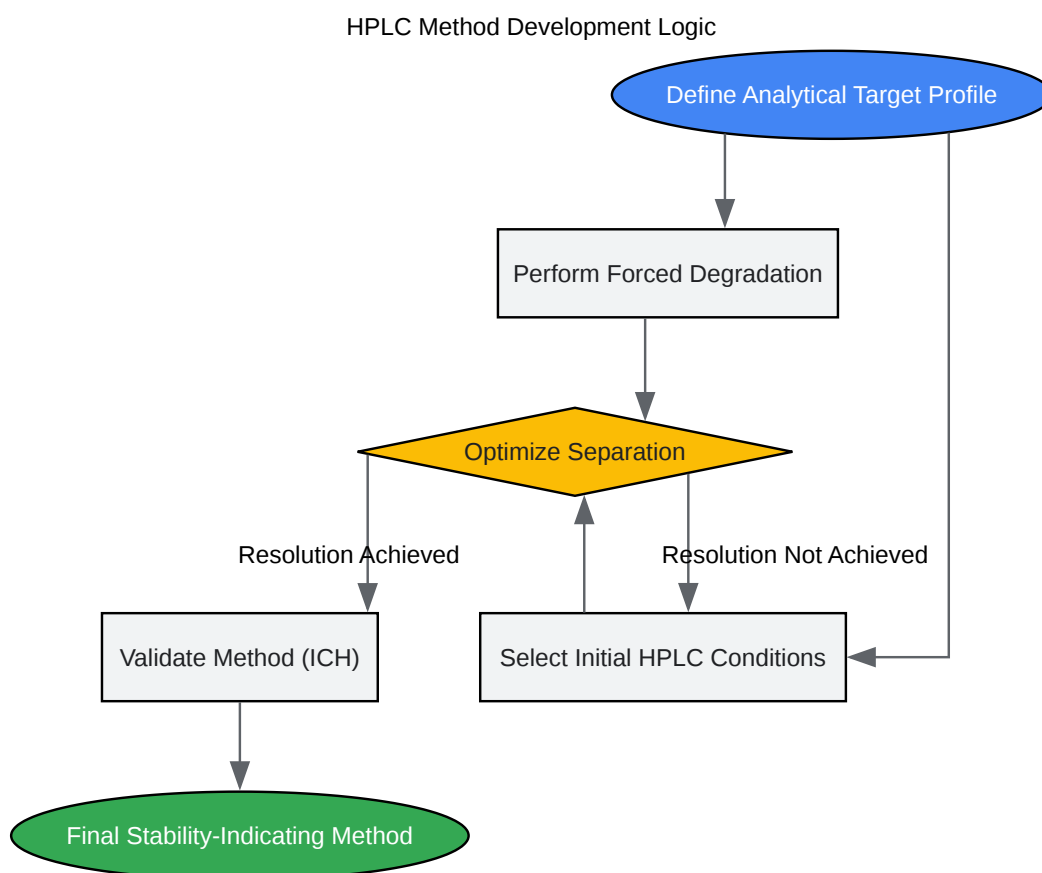 HPLC Method Development Logic
Define Analytical Target Profile
Perform Forced Degradation
Optimize Separation
Resolution Achieved
Resolution Not Achieved
Validate Method (ICH)
Select Initial HPLC Conditions
Final Stability-Indicating Method